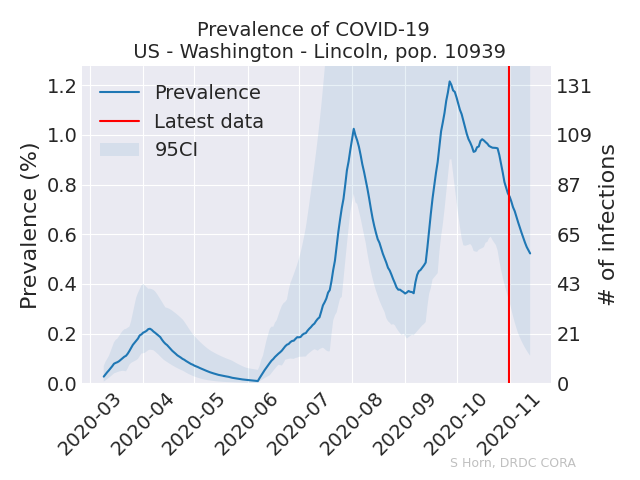 Prevalence of COVID-19
US - Washington - Lincoln, pop. 10939
Prevalence
Latest data
95CI
Prevalence (%)
1.2
1.0
0.8
0.6
0.4
0.2
0.0
131
109
87
65
43
21
0
# of infections
2020-03
2020-04
2020-05
2020-06
2020-07
2020-08
2020-09
2020-10
2020-11
S Horn, DRDC CORA